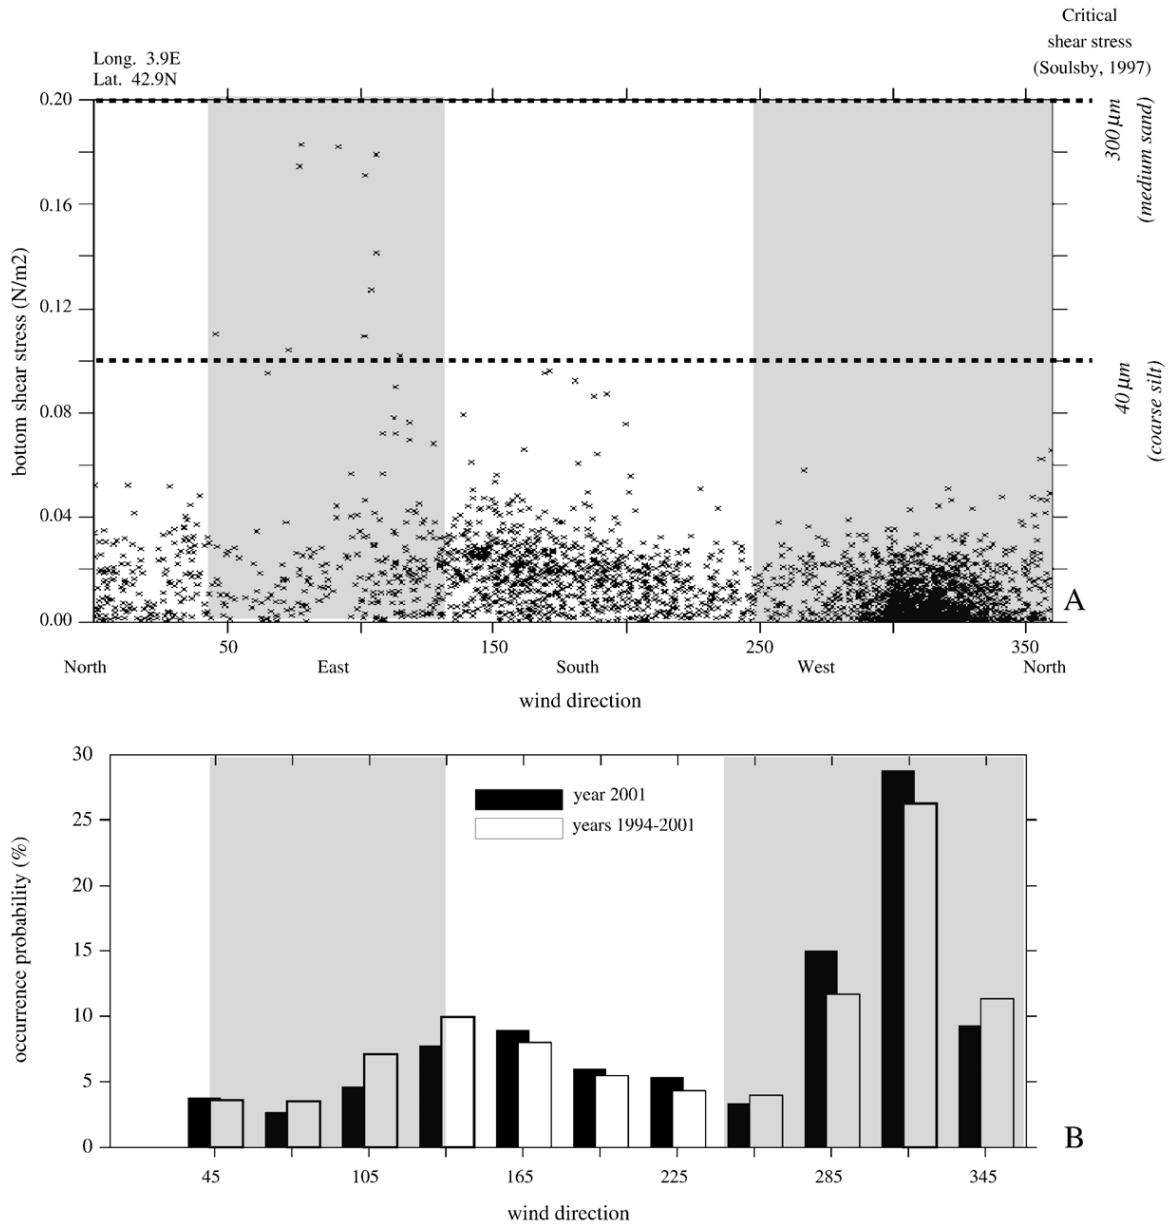 Critical
shear stress
(Soulsby, 1997)
Long. 3.9E
Lat. 42.9N
0.20
0.16
0.12
0.08
0.04
0.00
bottom shear stress (N/m2)
300 μm
(medium sand)
40 μm
(coarse silt)
A
50
150
250
350
North
East
South
West
North
wind direction
30
25
20
15
10
5
0
occurrence probability (%)
year 2001
years 1994-2001
B
45
105
165
225
285
345
wind direction